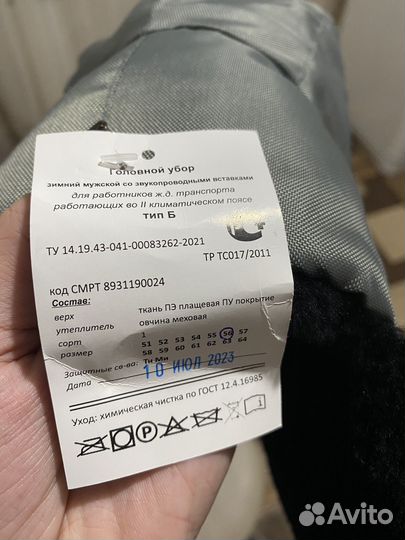 Головной убор
зимний мужской со звукопроводными вставками
для работников ж.д. транспорта
работающих во II климатическом поясе
тип Б
ТУ 14.19.43-041-00083262-2021
ТР ТС017/2011
код СМРТ 8931190024
Состав:
верх ткань ПЭ плащевая ПУ покрытие
утеплитель овчина меховая
сорт 1
размер 51 52 53 54 55 56 57
58 59 60 61 62 63 64
Защитные св-ва: Ти Ми
Дата 10 ИЮЛ 2023
Уход: химическая чистка по ГОСТ 12.4.16985
Avito